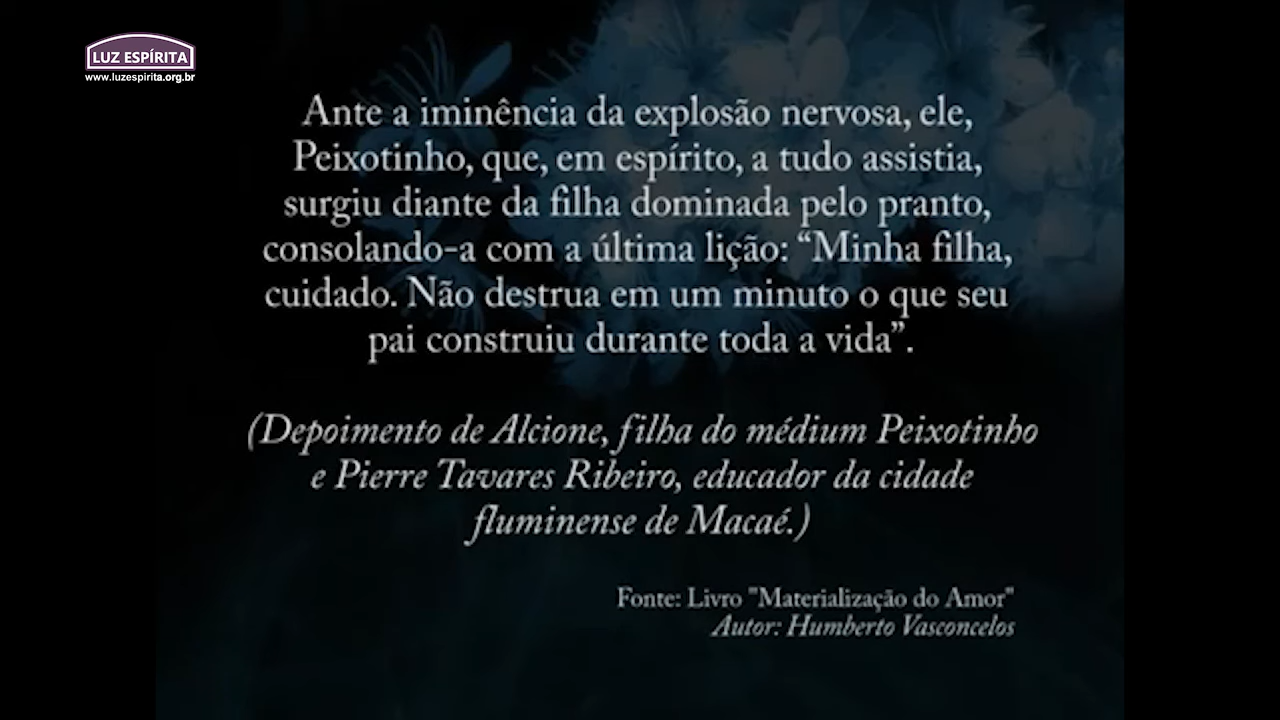 LUZ ESPÍRITA
www.luzespírita.org.br
Ante a iminência da explosão nervosa, ele,
Peixotinho, que, em espírito, a tudo assistia,
surgiu diante da filha dominada pelo pranto,
consolando-a com a última lição: “Minha filha,
cuidado. Não destrua em um minuto o que seu
pai construiu durante toda a vida”.
(Depoimento de Alcione, filha do médium Peixotinho
e Pierre Tavares Ribeiro, educador da cidade
fluminense de Macaé.)
Fonte: Livro "Materialização do Amor"
Autor: Humberto Vasconcelos